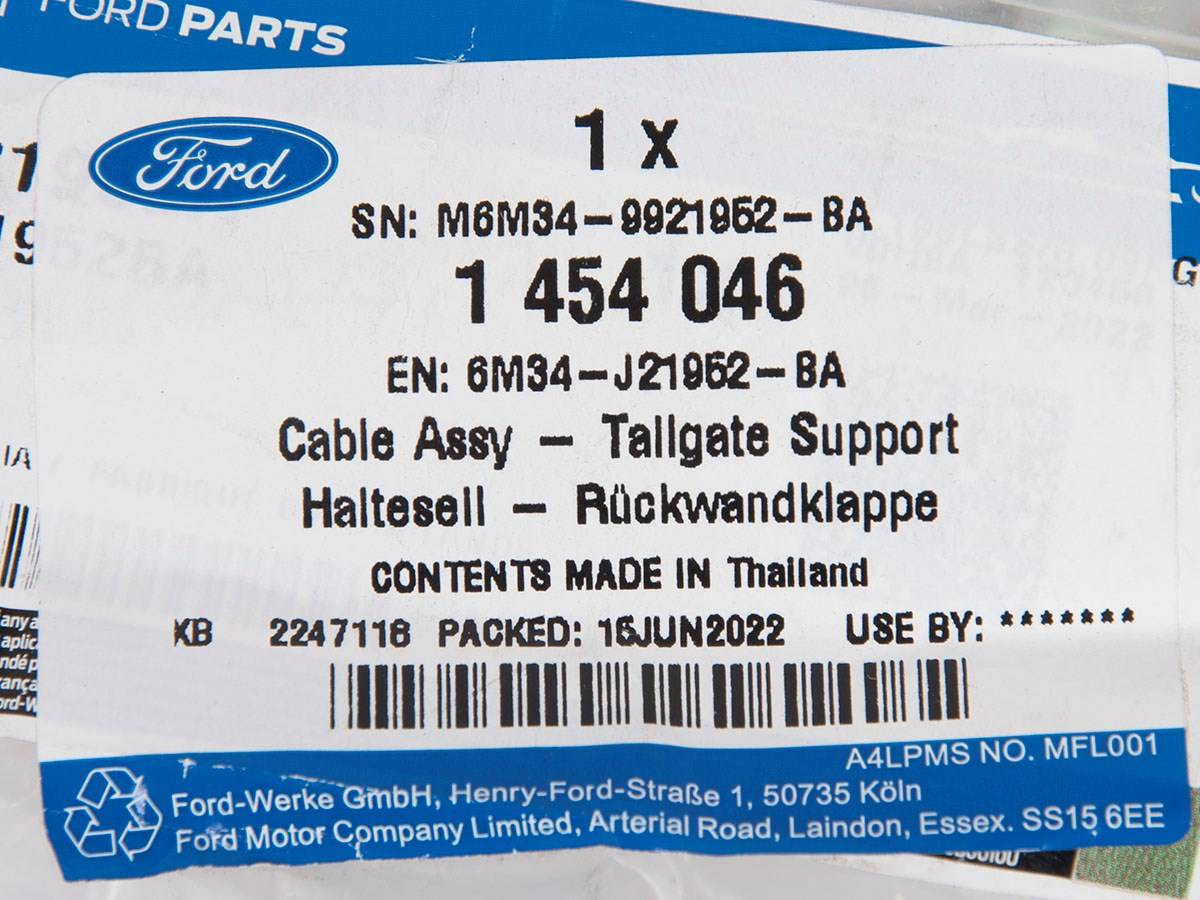 FORD PARTS
Ford
1 x
SN: M6M34-9921952-BA
1 454 046
EN: 6M34-J21952-BA
Cable Assy - Tailgate Support
Halteseil - Rückwandklappe
CONTENTS MADE IN Thailand
XB 2247116 PACKED: 15JUN2022 USE BY: *******
A4LPMS NO. MFL001
Ford-Werke GmbH, Henry-Ford-Straße 1, 50735 Köln
Ford Motor Company Limited, Arterial Road, Laindon, Essex. SS15 6EE